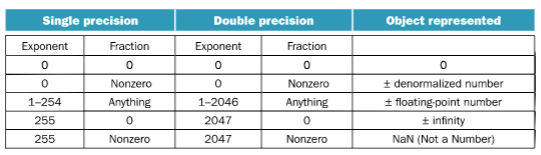 Single precision Double precision Object represented
Exponent Fraction Exponent Fraction
0 0 0 0 0
0 Nonzero 0 Nonzero ± denormalized number
1–254 Anything 1–2046 Anything ± floating-point number
255 0 2047 0 ± infinity
255 Nonzero 2047 Nonzero NaN (Not a Number)